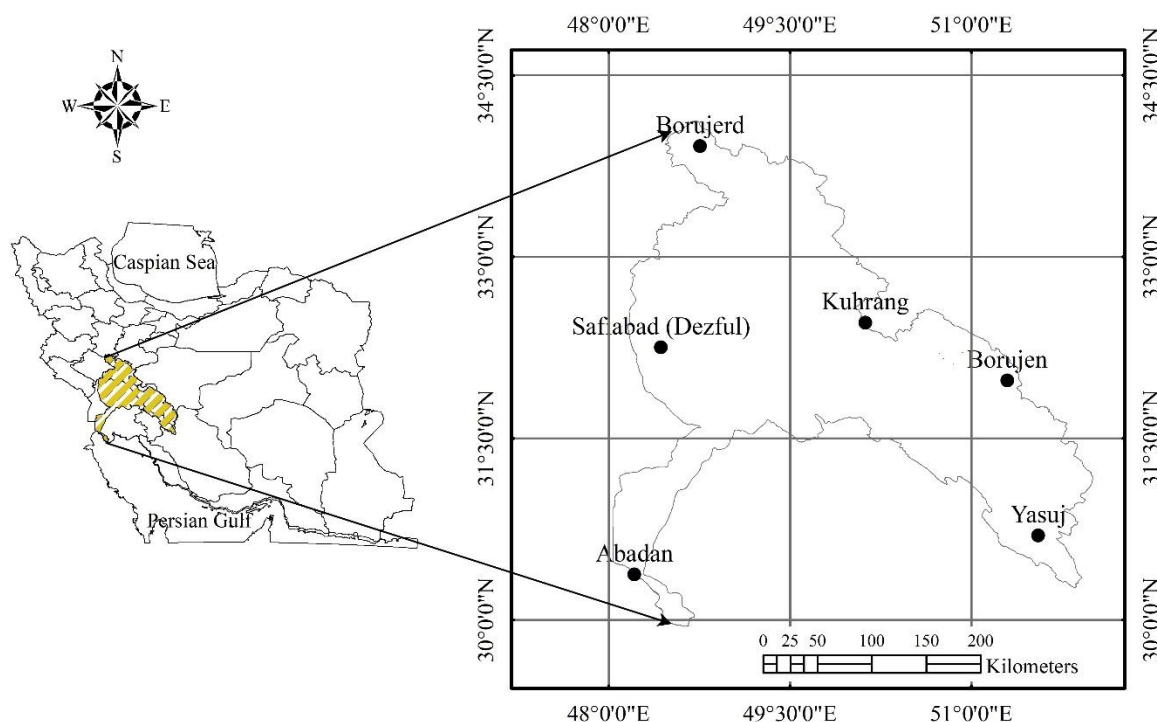 N
W E
S
Caspian Sea
Persian Gulf
48°0'0"E 49°30'0"E 51°0'0"E
34°30'0"N 34°30'0"N
33°0'0"N 33°0'0"N
31°30'0"N 31°30'0"N
30°0'0"N 30°0'0"N
Borujerd
Kuhrang
Safiabad (Dezful)
Borujen
Yasuj
Abadan
0 25 50 100 150 200
Kilometers
48°0'0"E 49°30'0"E 51°0'0"E